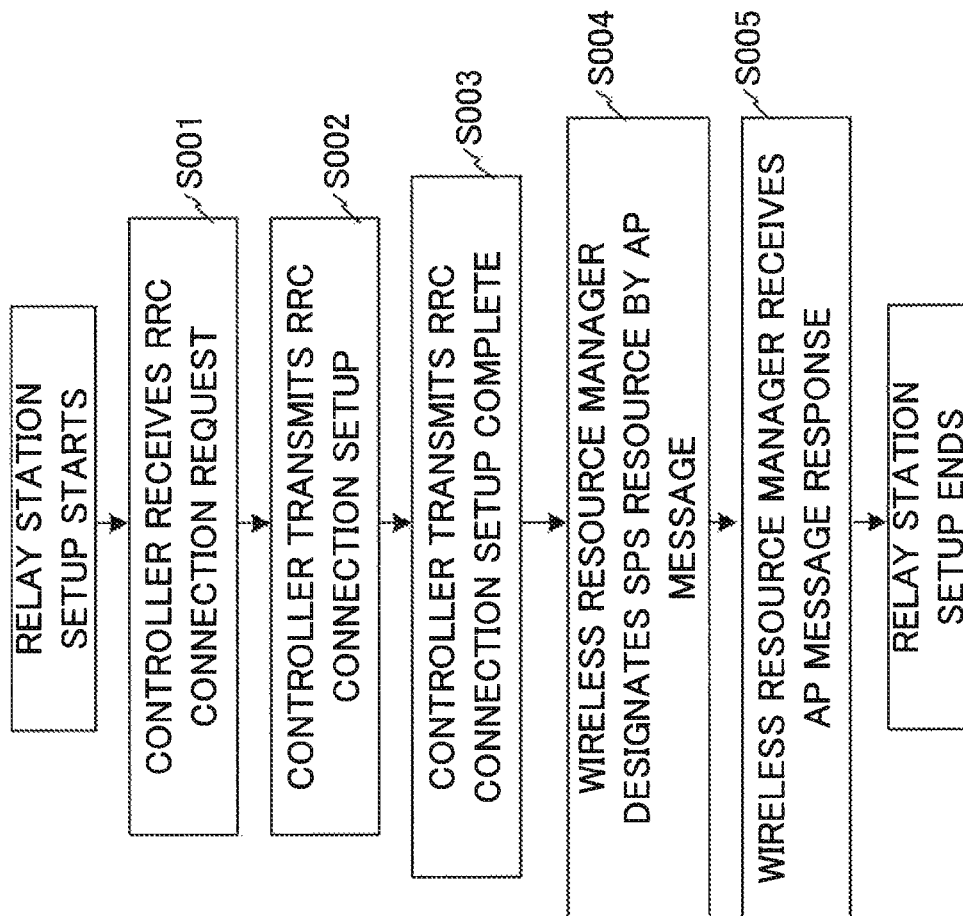 RELAY STATION
SETUP STARTS
S001
CONTROLLER RECEIVES RRC
CONNECTION REQUEST
S002
CONTROLLER TRANSMITS RRC
CONNECTION SETUP
S003
CONTROLLER TRANSMITS RRC
CONNECTION SETUP COMPLETE
S004
WIRELESS RESOURCE MANAGER
DESIGNATES SPS RESOURCE BY AP
MESSAGE
S005
WIRELESS RESOURCE MANAGER RECEIVES
AP MESSAGE RESPONSE
RELAY STATION
SETUP ENDS